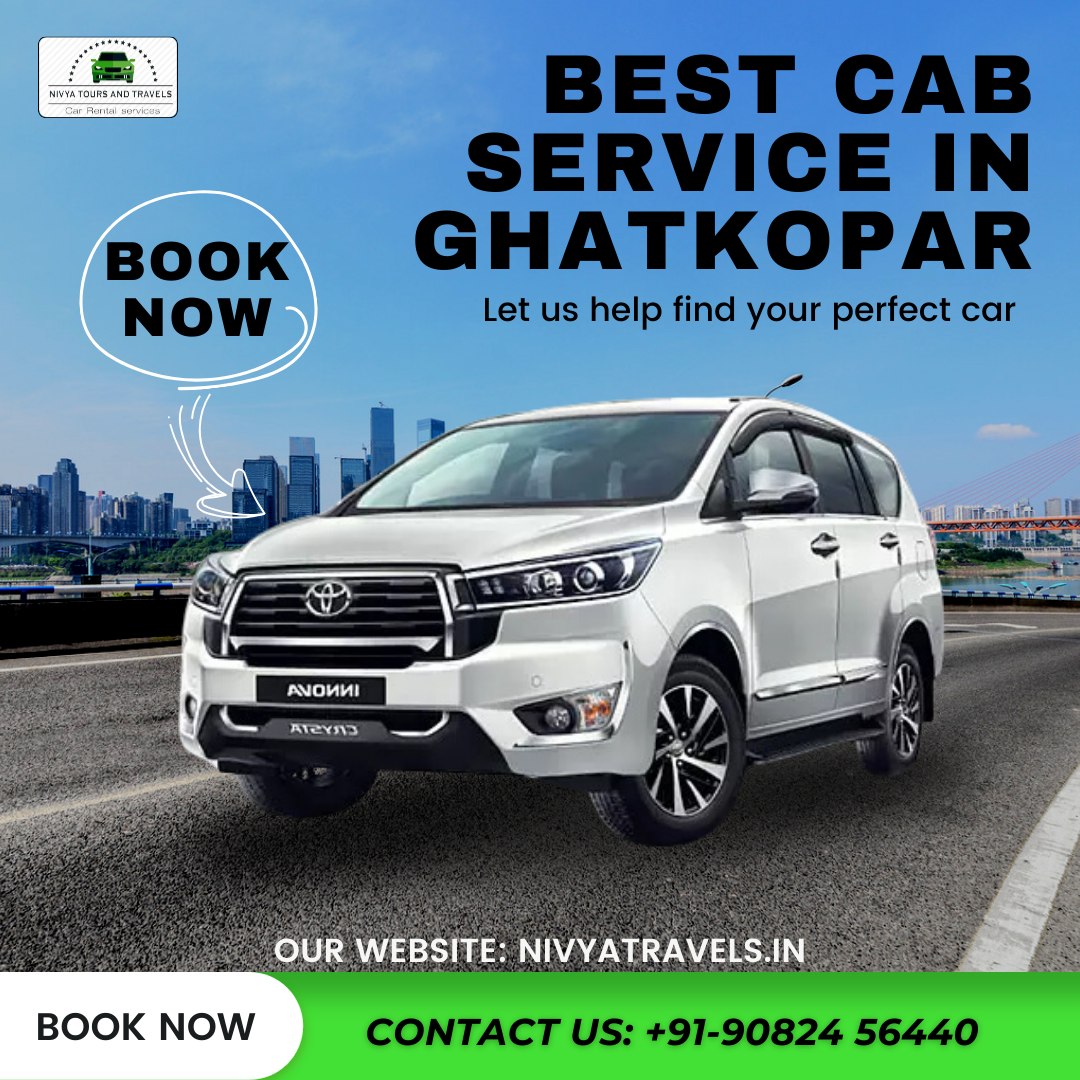 NIVYA TOURS AND TRAVELS
Car Rental services
BEST CAB
SERVICE IN
GHATKOPAR
Let us help find your perfect car
BOOK
NOW
INNOVA
CRYSTA
OUR WEBSITE: NIVYATRAVELS.IN
BOOK NOW
CONTACT US: +91-90824 56440